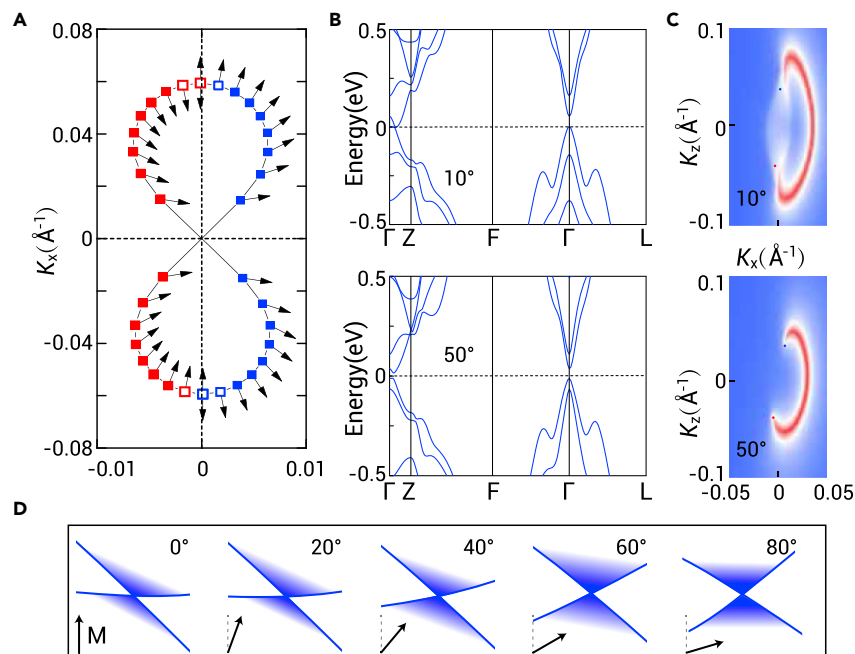 A
0.08
0.04
0
-0.04
-0.08
Kx(Å-1)
-0.01
0
0.01
B
0.5
0
-0.5
Energy(eV)
10°
Γ Z F Γ L
0.5
0
-0.5
Energy(eV)
50°
Γ Z F Γ L
C
0.1
0
-0.1
Kz(Å-1)
10°
Kx(Å-1)
0.1
0
-0.1
Kz(Å-1)
50°
-0.05 0 0.05
D
0° 20° 40° 60° 80°
M